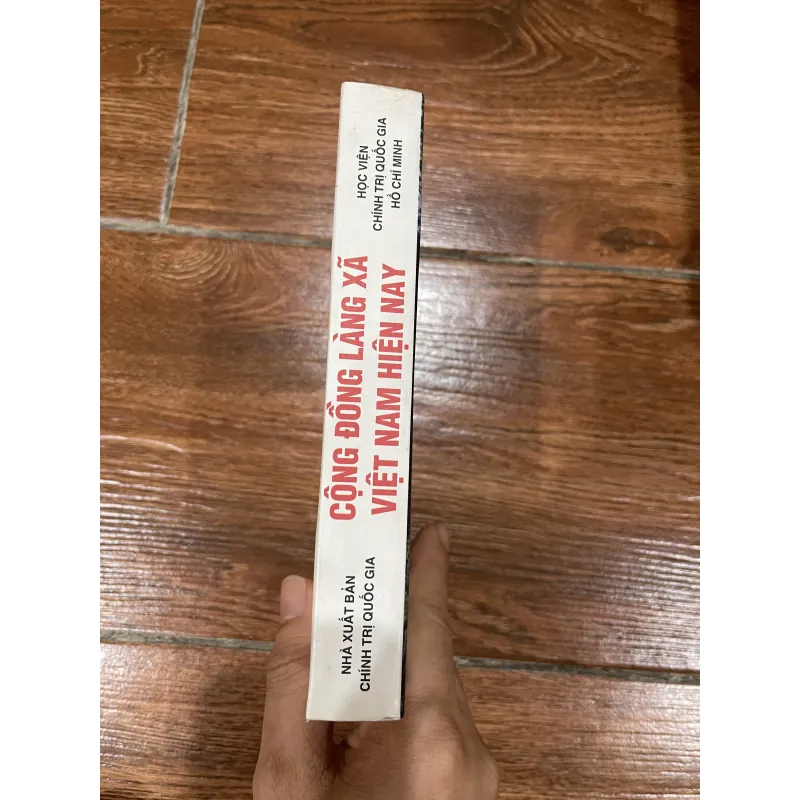 NHÀ XUẤT BẢN
CHÍNH TRỊ QUỐC GIA
CỘNG ĐỒNG LÀNG XÃ
VIỆT NAM HIỆN NAY
HỌC VIỆN
CHÍNH TRỊ QUỐC GIA
HỒ CHÍ MINH